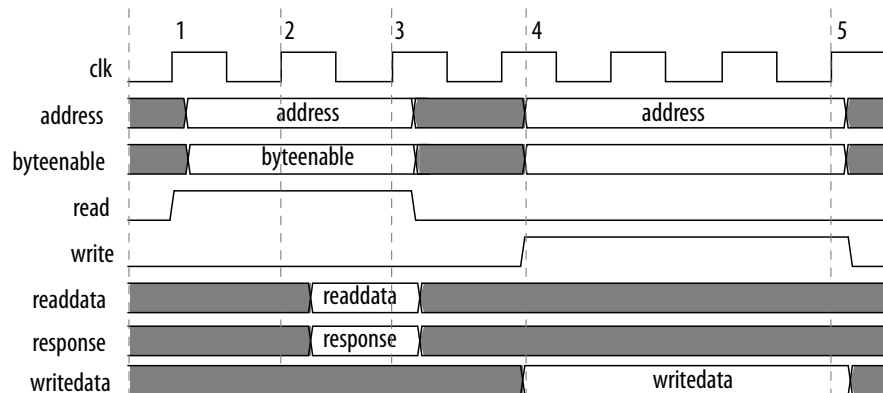 1 2 3 4 5
clk
address address address
byteenable byteenable
read
write
readdata readdata
response response
writedata writedata